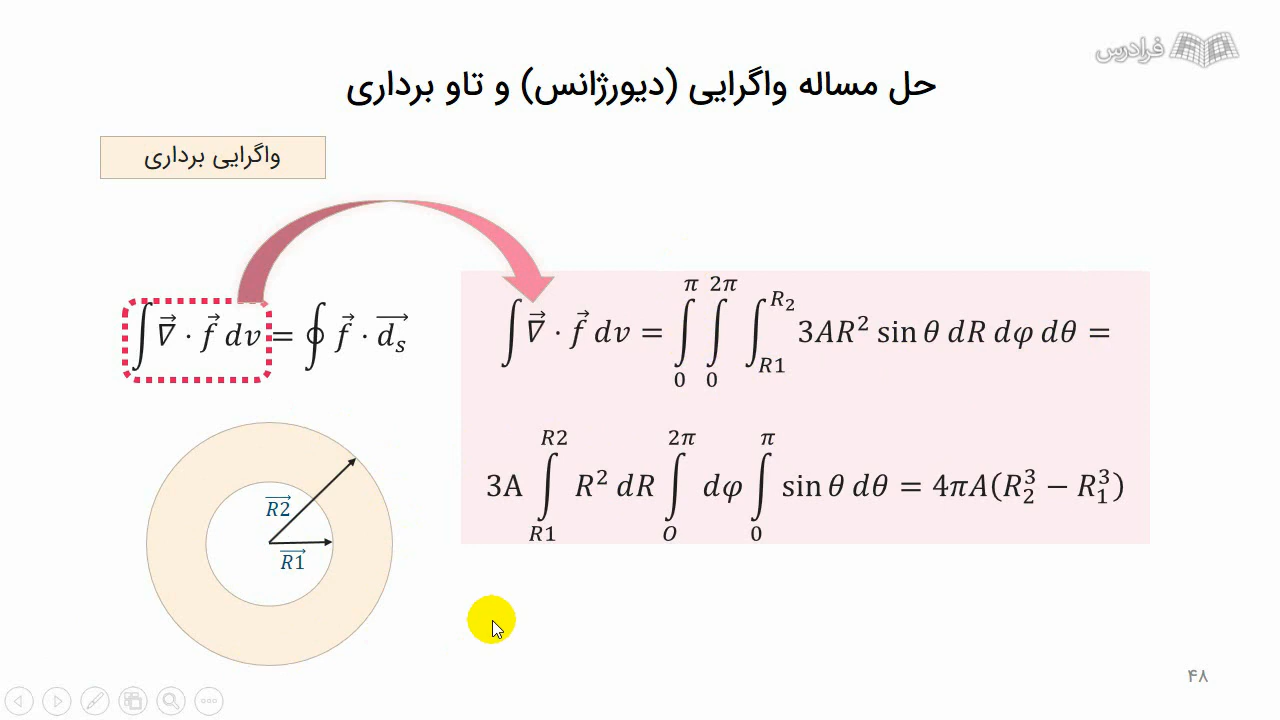 فرادرس
حل مساله واگرایی (دیورژانس) و تاو برداری
واگرایی برداری
∫ ∇⃗ · f⃗ dv = ∮ f⃗ · d⃗ₛ
∫ ∇⃗ · f⃗ dv = ∫₀^π ∫₀^2π ∫_R1^R₂ 3AR² sin θ dR dφ dθ =
3A ∫_R1^R2 R² dR ∫_O^2π dφ ∫₀^π sin θ dθ = 4πA(R₂³ − R₁³)
R2
R1
۴۸